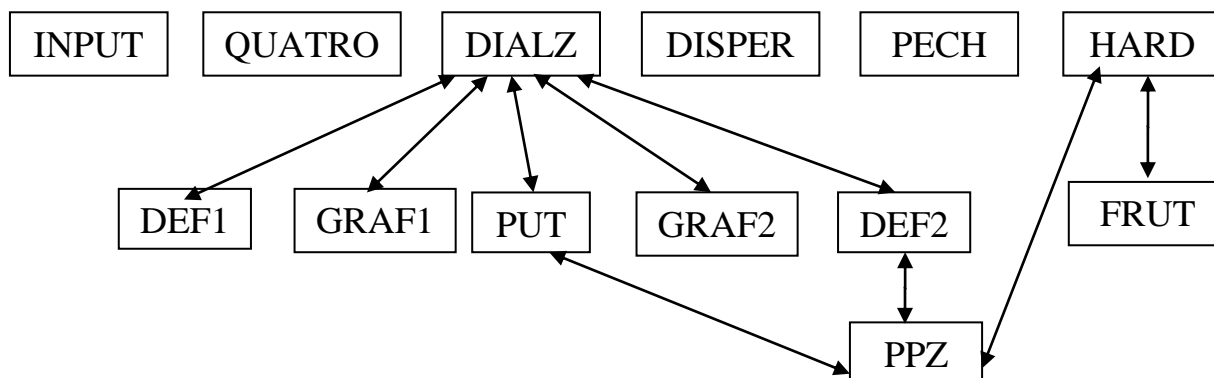 INPUT QUATRO DIALZ DISPER PECH HARD
DEF1 GRAF1 PUT GRAF2 DEF2 FRUT
PPZ